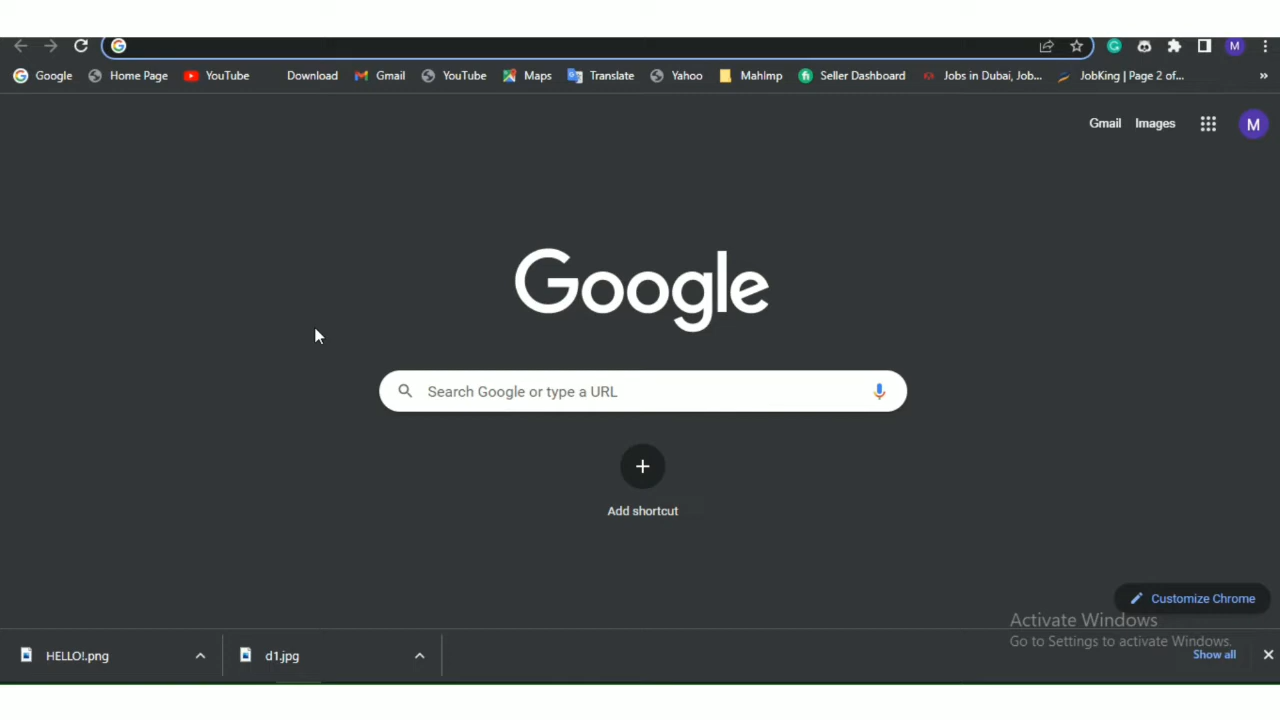 Google Home Page YouTube Download Gmail YouTube Maps Translate Yahoo MahImp Seller Dashboard Jobs in Dubai, Job... JobKing | Page 2 of... »
Gmail Images M
Google
Search Google or type a URL
Add shortcut
Customize Chrome
Activate Windows
Go to Settings to activate Windows.
HELLO!.png d1.jpg Show all